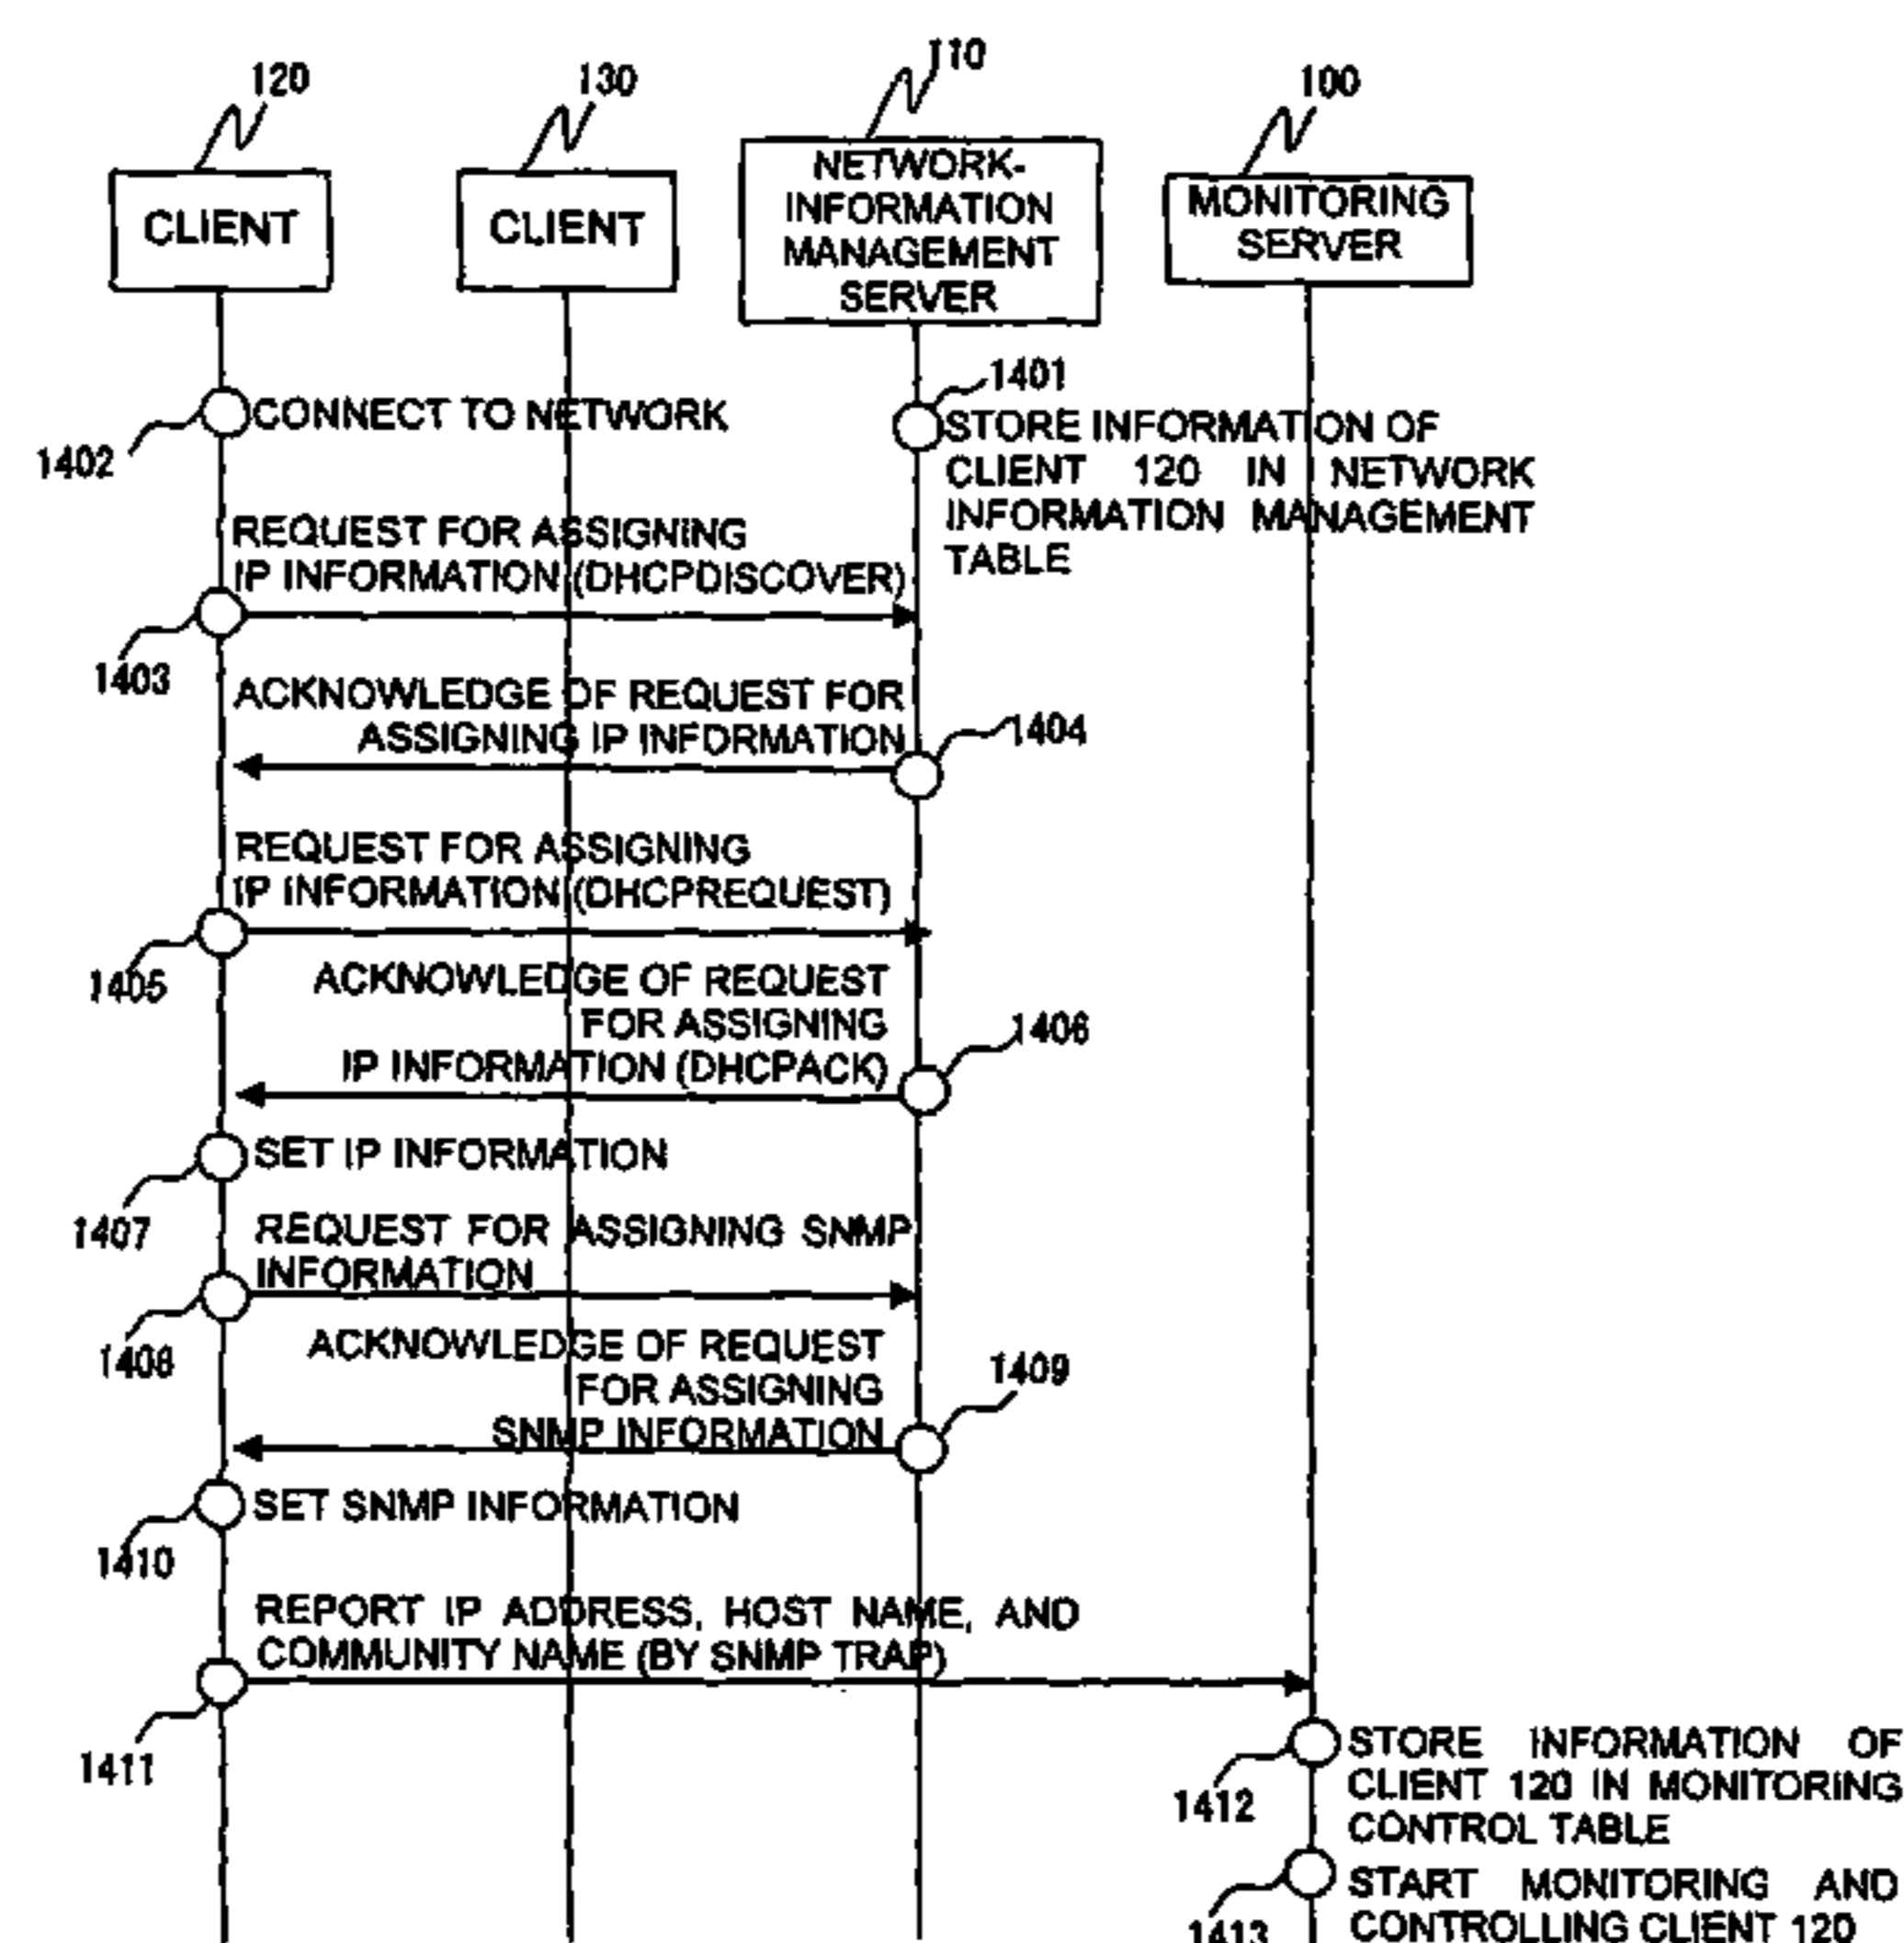 120
130
110
100
CLIENT
CLIENT
NETWORK-
INFORMATION
MANAGEMENT
SERVER
MONITORING
SERVER
1401
CONNECT TO NETWORK
1402
STORE INFORMATION OF
CLIENT 120 IN NETWORK
INFORMATION MANAGEMENT
TABLE
REQUEST FOR ASSIGNING
IP INFORMATION (DHCPDISCOVER)
1403
ACKNOWLEDGE OF REQUEST FOR
ASSIGNING IP INFORMATION
1404
REQUEST FOR ASSIGNING
IP INFORMATION (DHCPREQUEST)
1405
ACKNOWLEDGE OF REQUEST
FOR ASSIGNING
IP INFORMATION (DHCPACK)
1406
SET IP INFORMATION
1407
REQUEST FOR ASSIGNING SNMP
INFORMATION
1408
ACKNOWLEDGE OF REQUEST
FOR ASSIGNING
SNMP INFORMATION
1409
SET SNMP INFORMATION
1410
REPORT IP ADDRESS, HOST NAME, AND
COMMUNITY NAME (BY SNMP TRAP)
1411
STORE INFORMATION OF
CLIENT 120 IN MONITORING
CONTROL TABLE
1412
START MONITORING AND
CONTROLLING CLIENT 120
1413